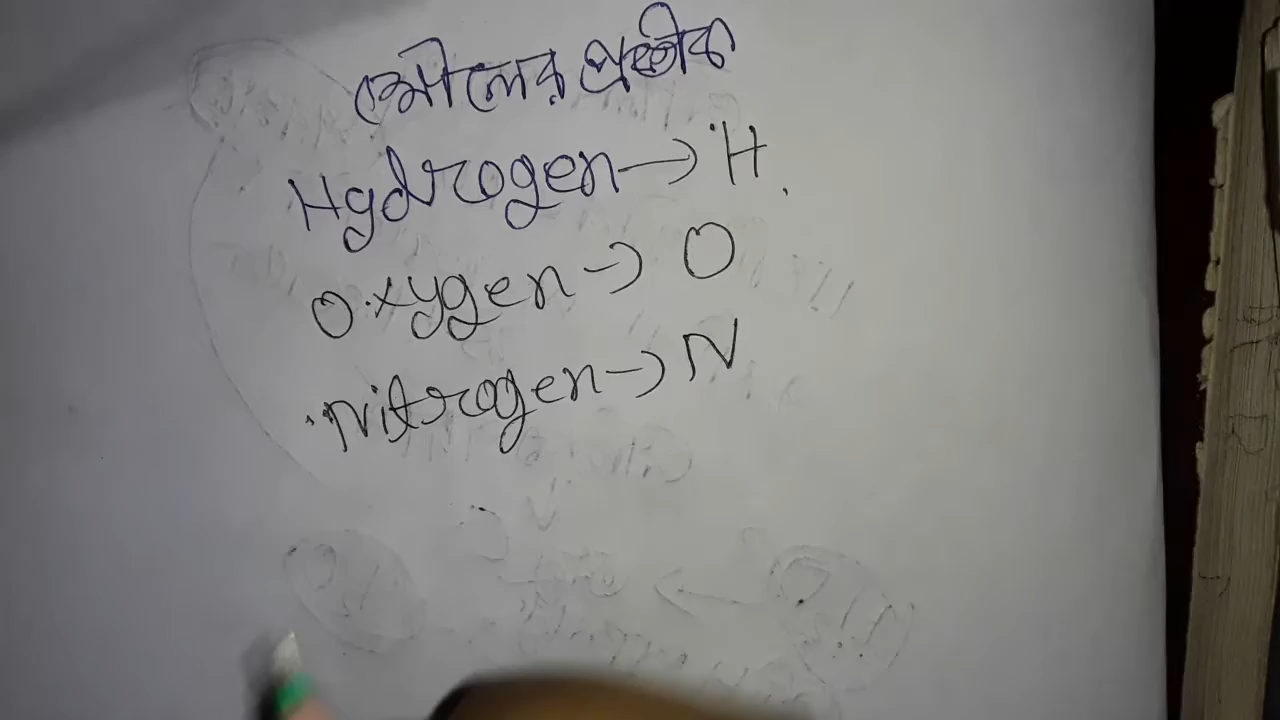 মৌলের প্রতীক
Hydrogen → H
Oxygen → O
Nitrogen → N